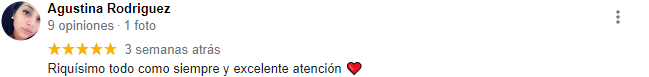 Agustina Rodriguez
9 opiniones · 1 foto
★★★★★ 3 semanas atrás
Riquísimo todo como siempre y excelente atención ❤